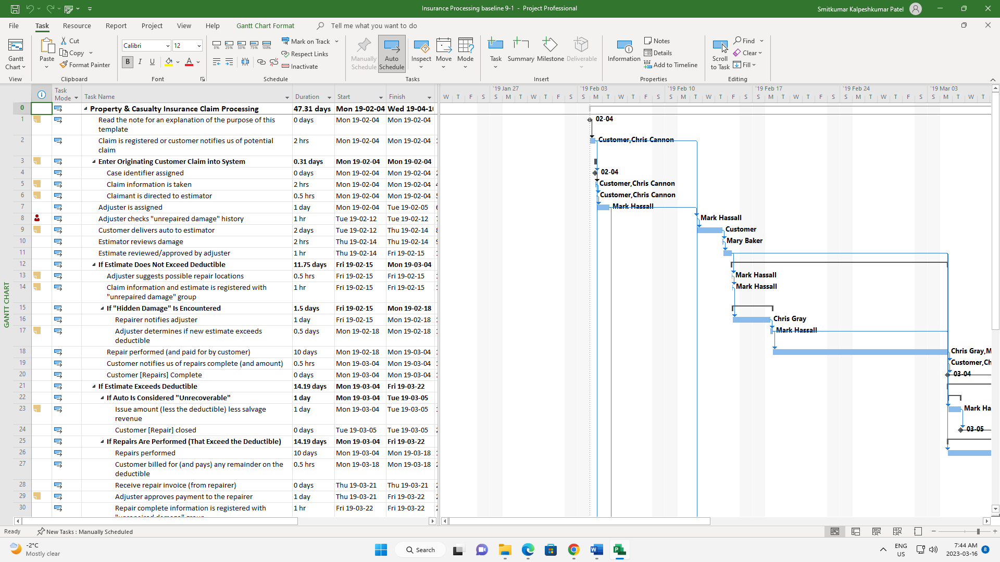 Insurance Processing baseline 9-1 - Project Professional
Smitkumar Kalpeshkumar Patel
File Task Resource Report Project View Help Gantt Chart Format Tell me what you want to do
Gantt Chart
View
Paste
Cut
Copy
Format Painter
Clipboard
Calibri 12
B I U A
Font
0% 25% 50% 75% 100%
Mark on Track
Respect Links
Inactivate
Schedule
Manually Schedule
Auto Schedule
Inspect Move Mode
Tasks
Task Summary Milestone Deliverable
Insert
Information
Notes
Details
Add to Timeline
Properties
Scroll to Task
Find
Clear
Fill
Editing
Task Mode Task Name Duration Start Finish
'19 Jan 27 '19 Feb 03 '19 Feb 10 '19 Feb 17 '19 Feb 24 '19 Mar 03
W T F S S M T W T F S S M T W T F S S M T W T F S S M T W T F S S M T W T F S S M T W T
0 Property & Casualty Insurance Claim Processing 47.31 days Mon 19-02-04
1 Read the note for an explanation of the purpose of this template 0 days Mon 19-02-04 Mon 19-02-04 02-04
2 Claim is registered or customer notifies us of potential claim 2 hrs Mon 19-02-04 Mon 19-02-04 Customer,Chris Cannon
3 Enter Originating Customer Claim into System 0.31 days Mon 19-02-04 Mon 19-02-04
4 Case identifier assigned 0 days Mon 19-02-04 Mon 19-02-04 02-04
5 Claim information is taken 2 hrs Mon 19-02-04 Mon 19-02-04 Customer,Chris Cannon
6 Claimant is directed to estimator 0.5 hrs Mon 19-02-04 Mon 19-02-04 Customer,Chris Cannon
7 Adjuster is assigned 1 day Mon 19-02-04 Tue 19-02-05 Mark Hassall
8 Adjuster checks "unrepaired damage" history 1 hr Tue 19-02-12 Tue 19-02-12 Mark Hassall
9 Customer delivers auto to estimator 2 days Tue 19-02-12 Thu 19-02-14 Customer
10 Estimator reviews damage 2 hrs Thu 19-02-14 Thu 19-02-14 Mary Baker
11 Estimate reviewed/approved by adjuster 1 hr Thu 19-02-14 Fri 19-02-15
12 If Estimate Does Not Exceed Deductible 11.75 days Fri 19-02-15 Mon 19-03-04
13 Adjuster suggests possible repair locations 0.5 hrs Fri 19-02-15 Fri 19-02-15 Mark Hassall
14 Claim information and estimate is registered with "unrepaired damage" group 1 hr Fri 19-02-15 Fri 19-02-15 Mark Hassall
15 If "Hidden Damage" Is Encountered 1.5 days Fri 19-02-15 Mon 19-02-18
16 Repairer notifies adjuster 1 day Fri 19-02-15 Mon 19-02-18 Chris Gray
17 Adjuster determines if new estimate exceeds deductible 0.5 days Mon 19-02-18 Mon 19-02-18 Mark Hassall
18 Repair performed (and paid for by customer) 10 days Mon 19-02-18 Mon 19-03-04 Chris Gray,M
19 Customer notifies us of repairs complete (and amount) 0.5 hrs Mon 19-03-04 Mon 19-03-04 Customer,Ch
20 Customer [Repairs] Complete 0 days Mon 19-03-04 Mon 19-03-04 03-04
21 If Estimate Exceeds Deductible 14.19 days Mon 19-03-04 Fri 19-03-22
22 If Auto Is Considered "Unrecoverable" 1 day Mon 19-03-04 Tue 19-03-05
23 Issue amount (less the deductible) less salvage revenue 1 day Mon 19-03-04 Tue 19-03-05 Mark Ha
24 Customer [Repair] closed 0 days Tue 19-03-05 Tue 19-03-05 03-05
25 If Repairs Are Performed (That Exceed the Deductible) 14.19 days Mon 19-03-04 Fri 19-03-22
26 Repairs performed 10 days Mon 19-03-04 Mon 19-03-18
27 Customer billed for (and pays) any remainder on the deductible 0.5 hrs Mon 19-03-18 Mon 19-03-18
28 Receive repair invoice (from repairer) 0 days Thu 19-03-21 Thu 19-03-21
29 Adjuster approves payment to the repairer 1 day Thu 19-03-21 Fri 19-03-22
30 Repair complete information is registered with 1 hr Fri 19-03-22 Fri 19-03-22
GANTT CHART
Ready New Tasks : Manually Scheduled
-2°C
Mostly clear
Search
ENG
US
7:44 AM
2023-03-16
8